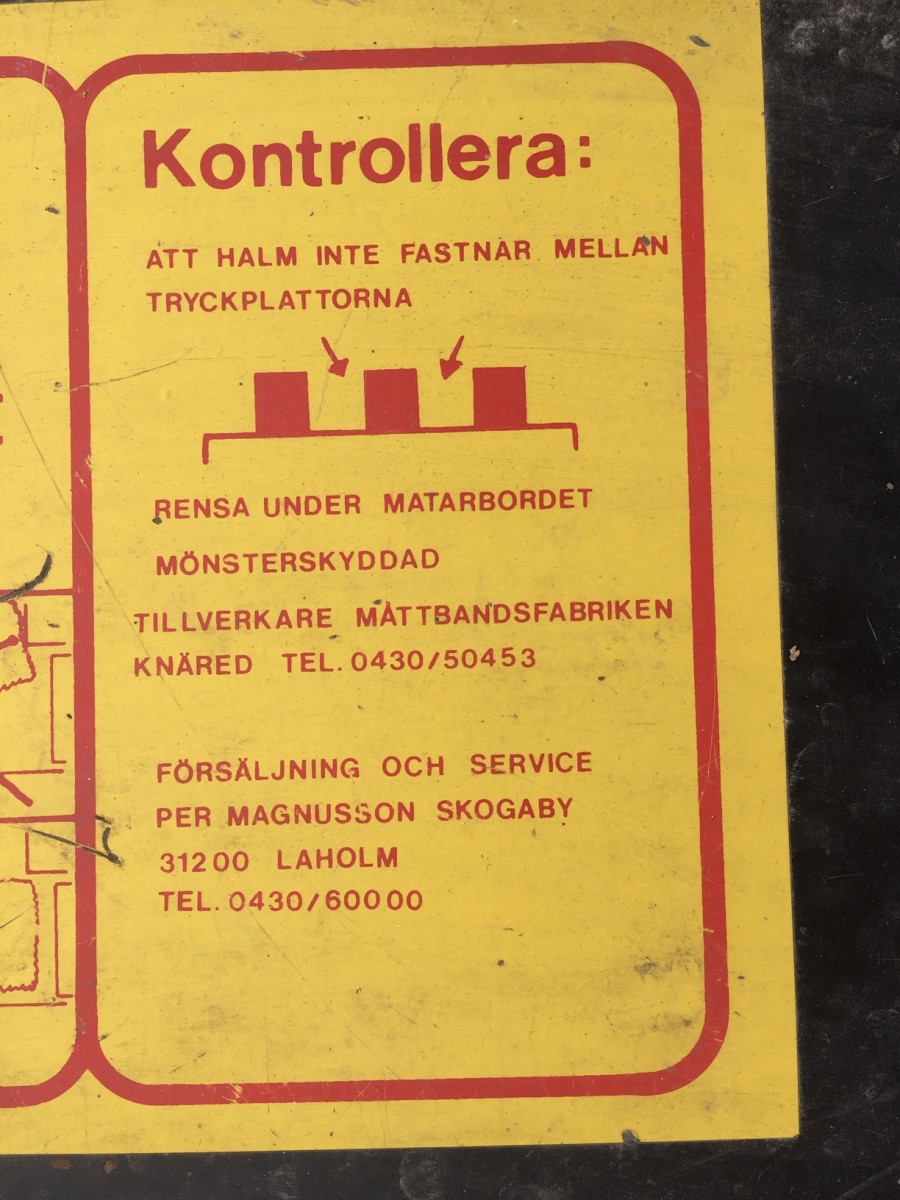 Kontrollera:
ATT HALM INTE FASTNAR MELLAN
TRYCKPLATTORNA
RENSA UNDER MATARBORDET
MÖNSTERSKYDDAD
TILLVERKARE MÅTTBANDSFABRIKEN
KNÄRED TEL. 0430/50453
FÖRSÄLJNING OCH SERVICE
PER MAGNUSSON SKOGABY
31200 LAHOLM
TEL. 0430/60000